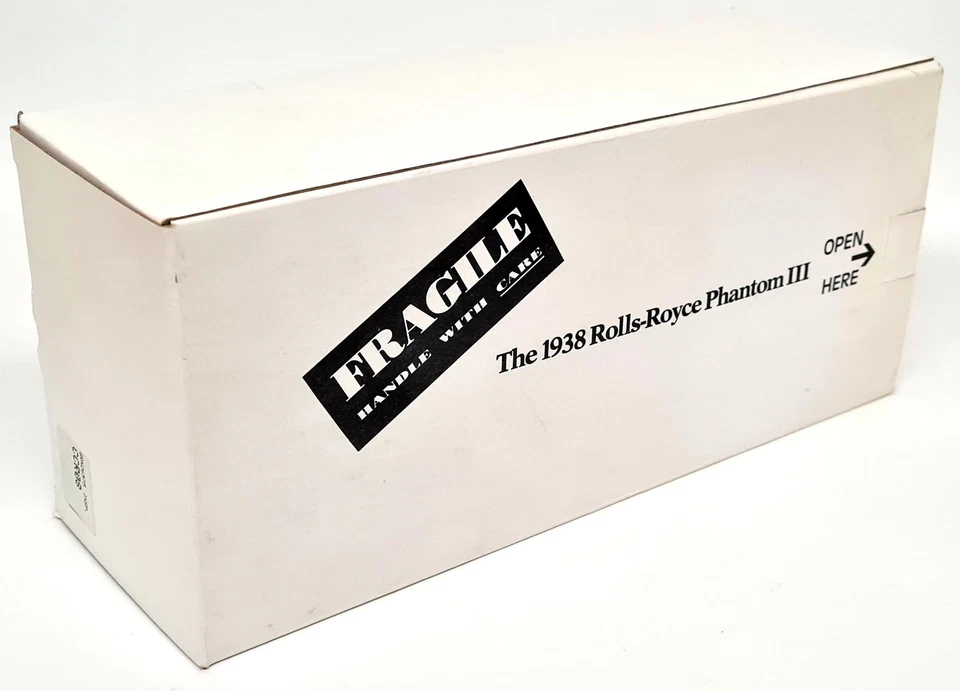 FRAGILE
HANDLE WITH CARE
The 1938 Rolls-Royce Phantom III
OPEN
HERE